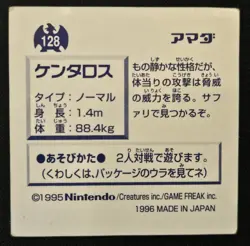 128
アマダ
ケンタロス
タイプ：ノーマル
身長：1.4m
体重：88.4kg
もの静かな性格だが、
体当りの攻撃は脅威
の威力を誇る。サフ
ァリで見つかるぞ。
●あそびかた● 2人対戦で遊びます。
(くわしくは、パッケージのウラを見てネ)
©1995 Nintendo/Creatures inc./GAME FREAK inc.
1996 MADE IN JAPAN